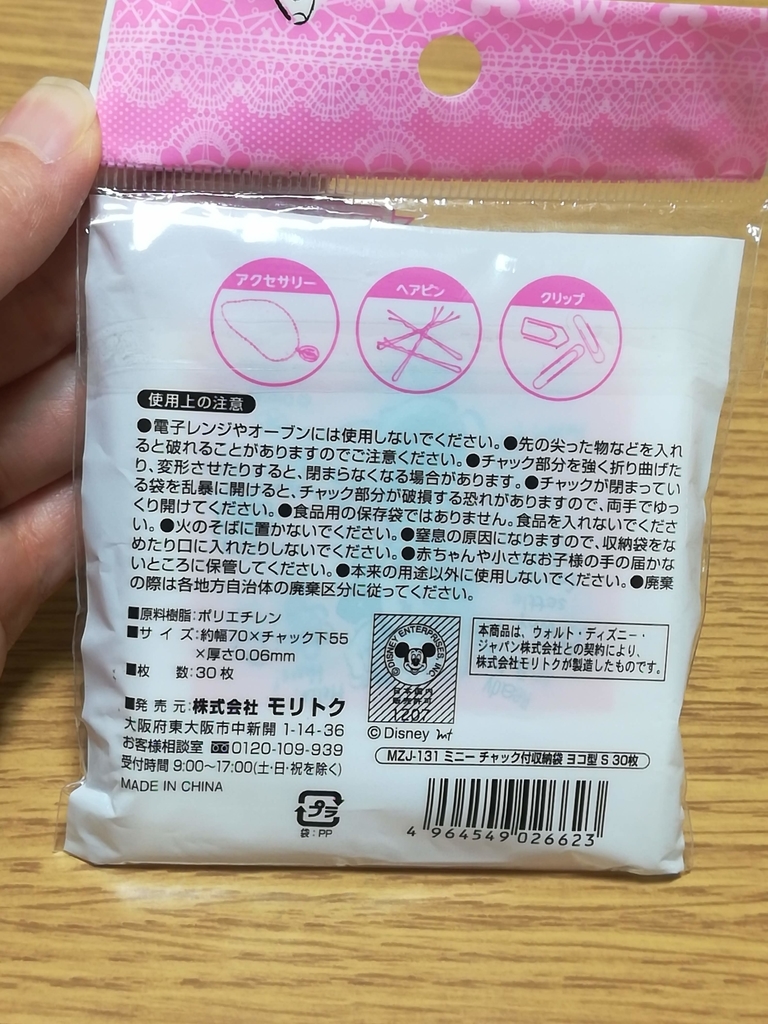 アクセサリー
ヘアピン
クリップ
使用上の注意
●電子レンジやオーブンには使用しないでください。●先の尖った物などを入れ
ると破れることがありますのでご注意ください。●チャック部分を強く折り曲げた
り、変形させたりすると、閉まらなくなる場合があります。●チャックが閉まってい
る袋を乱暴に開けると、チャック部分が破損する恐れがありますので、両手でゆっ
くり開けてください。●食品用の保存袋ではありません。食品を入れないでくださ
い。●火のそばに置かないでください。●窒息の原因になりますので、収納袋をな
めたり口に入れたりしないでください。●赤ちゃんや小さなお子様の手の届かな
いところに保管してください。●本来の用途以外に使用しないでください。●廃棄
の際は各地方自治体の廃棄区分に従ってください。
■原料樹脂:ポリエチレン
■サイズ:約幅70×チャック下55
×厚さ0.06mm
■枚 数:30枚
■発売元:株式会社 モリトク
大阪府東大阪市中新開 1-14-36
お客様相談室 0120-109-939
受付時間 9:00~17:00(土・日・祝を除く)
MADE IN CHINA
プラ
袋:PP
©DISNEY ENTERPRISES INC
日本国内
販売許可
1207
© Disney mt
本商品は、ウォルト・ディズニー・
ジャパン株式会社との契約により、
株式会社モリトクが製造したものです。
MZJ-131 ミニー チャック付収納袋 ヨコ型 S 30枚
4 964549 026623